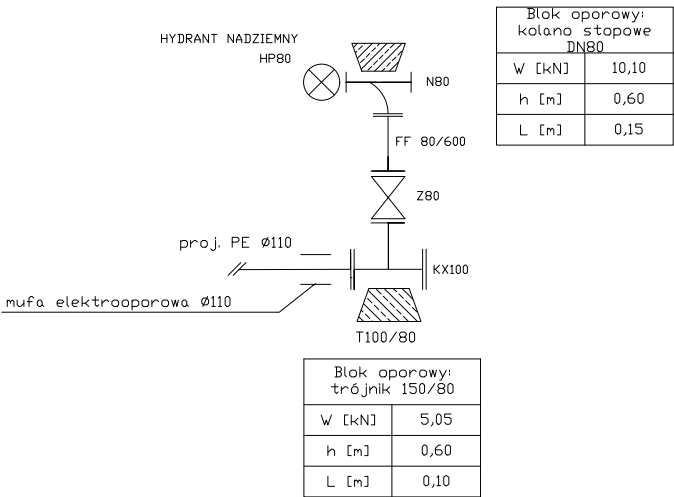 HYDRANT NADZIEMNY
HP80
Blok oporowy:
kolano stopowe
DN80
W [kN] 10,10
h [m] 0,60
L [m] 0,15
N80
FF 80/600
Z80
proj. PE Ø110
KX100
mufa elektrooporowa Ø110
T100/80
Blok oporowy:
trójnik 150/80
W [kN] 5,05
h [m] 0,60
L [m] 0,10